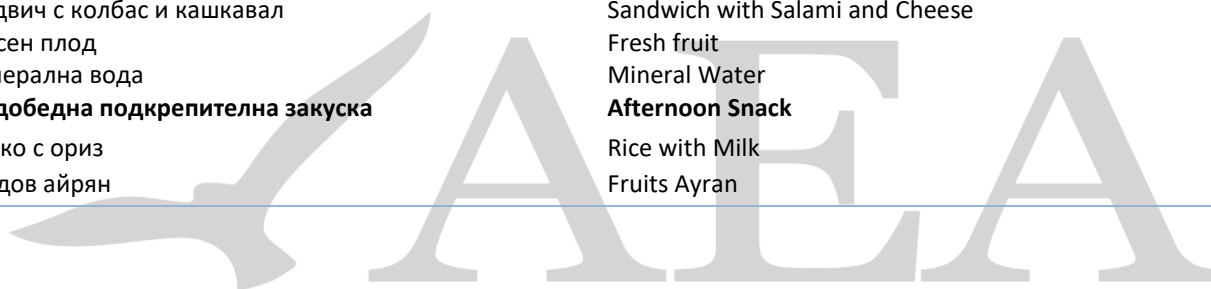 двич с колбас и кашкавал Sandwich with Salami and Cheese
сен плод Fresh fruit
нерална вода Mineral Water
добедна подкрепителна закуска Afternoon Snack
ко с ориз Rice with Milk
дов айрян Fruits Ayran
AEA